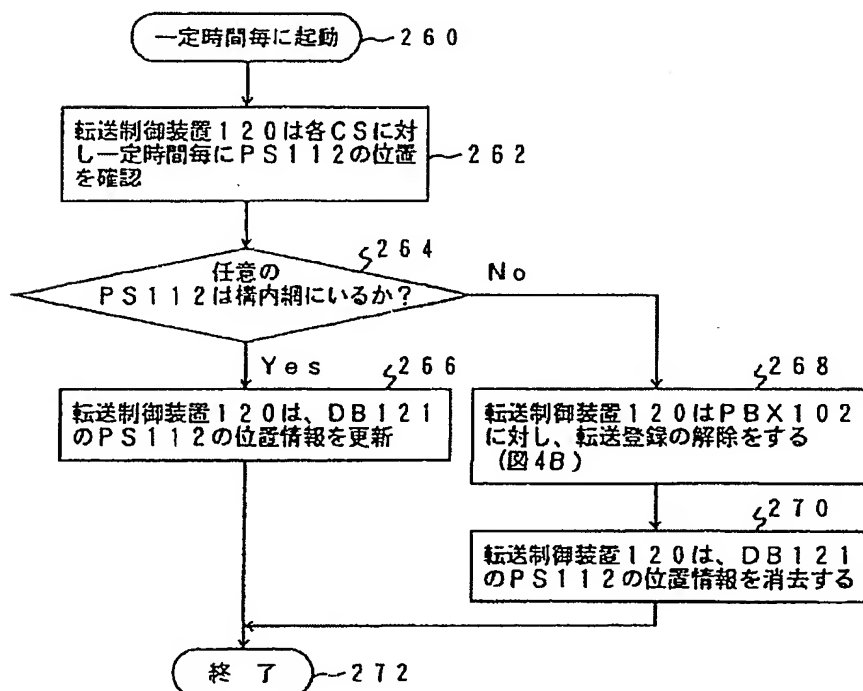 一定時間毎に起動 260
転送制御装置120は各CSに対
し一定時間毎にPS112の位置
を確認
262
264
任意の
PS112は構内網にいるか?
No
Yes
266
転送制御装置120は、DB121
のPS112の位置情報を更新
268
転送制御装置120はPBX102
に対し、転送登録の解除をする
(図4B)
270
転送制御装置120は、DB121
のPS112の位置情報を消去する
終了 272